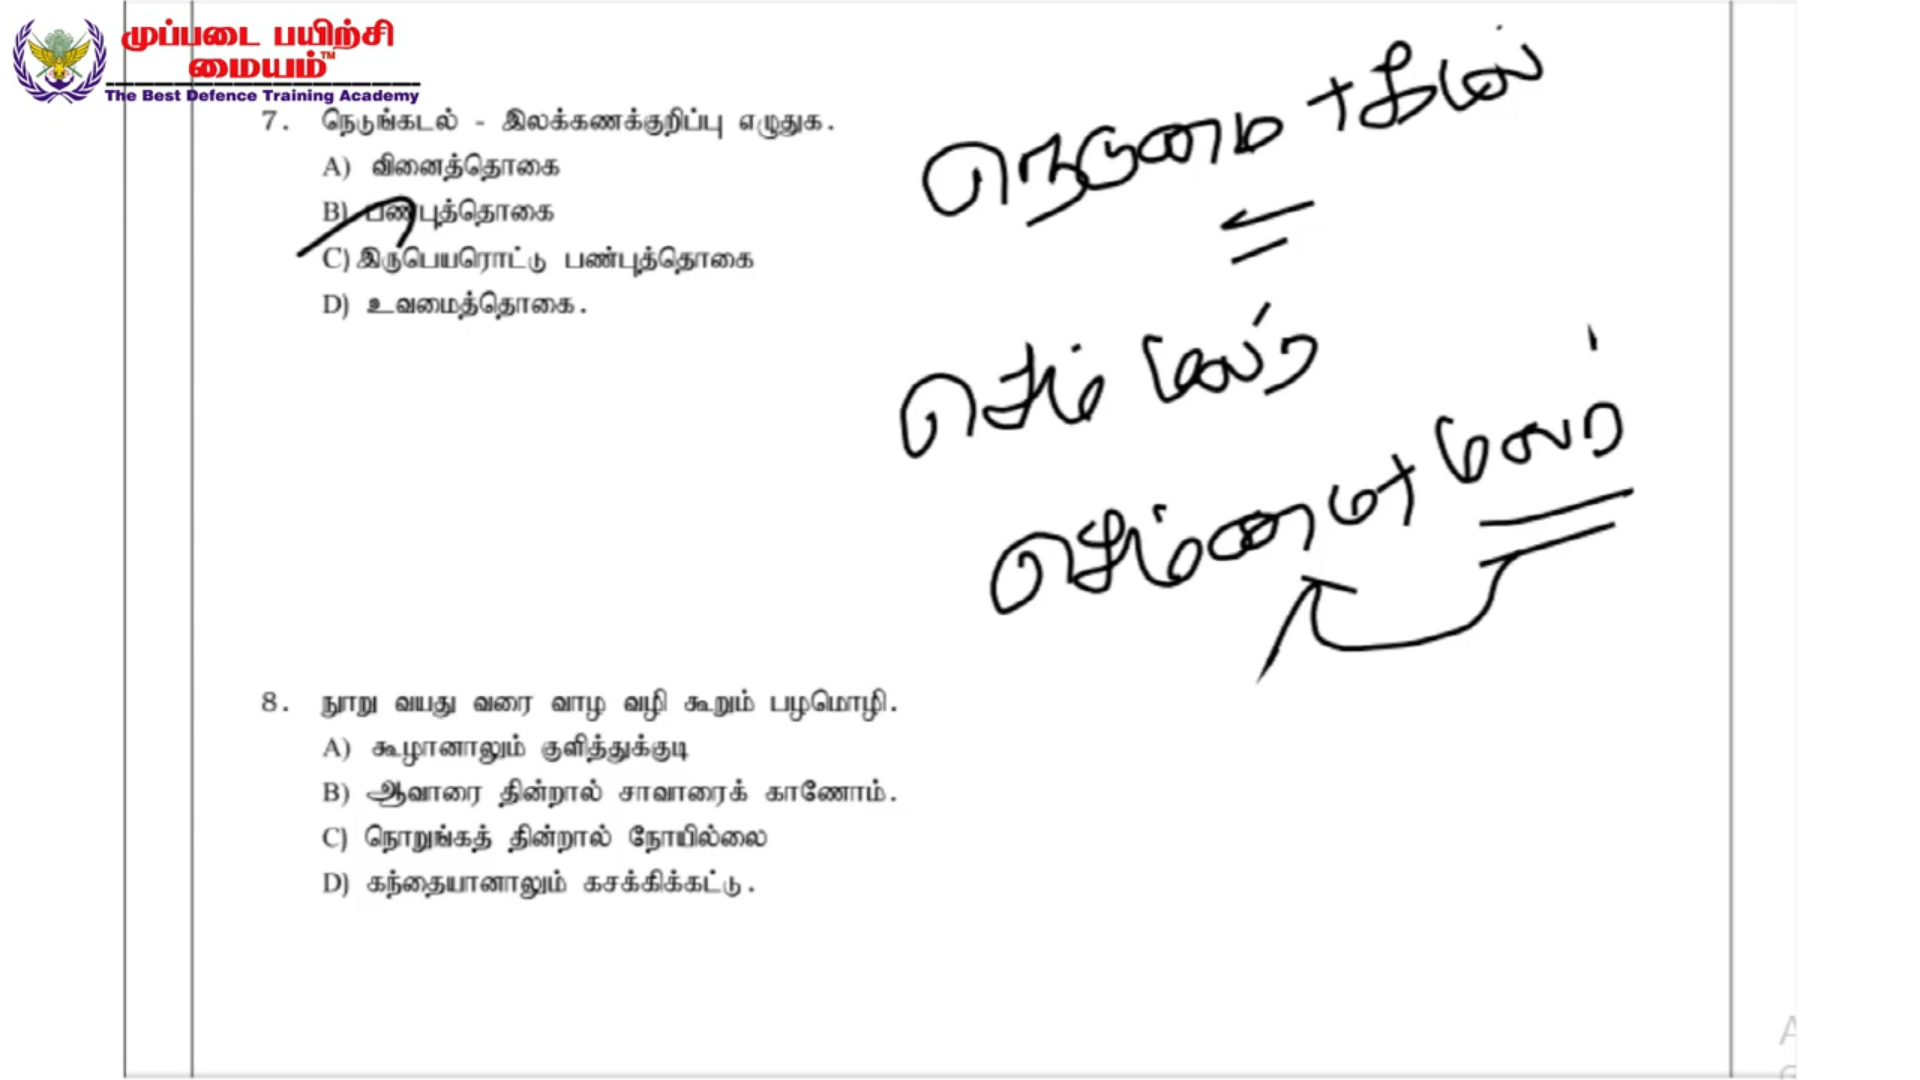 முப்படை பயிற்சி
மையம்™
The Best Defence Training Academy
7. நெடுங்கடல் - இலக்கணக்குறிப்பு எழுதுக.
A) வினைத்தொகை
B) பண்புத்தொகை
C) இருபெயரொட்டு பண்புத்தொகை
D) உவமைத்தொகை.
நெடுமை + கடல்
செம் மலர்
செம்மை + மலர்
8. நூறு வயது வரை வாழ வழி கூறும் பழமொழி.
A) கூழானாலும் குளித்துக்குடி
B) ஆவாரை தின்றால் சாவாரைக் காணோம்.
C) நொறுங்கத் தின்றால் நோயில்லை
D) கந்தையானாலும் கசக்கிக்கட்டு.